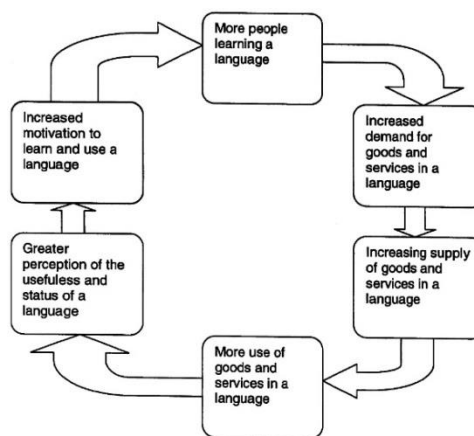 More people
learning a
language
Increased
demand for
goods and
services in a
language
Increasing supply
of goods and
services in a
language
More use of
goods and
services in a
language
Greater
perception of the
usefuless and
status of a
language
Increased
motivation to
learn and use a
language